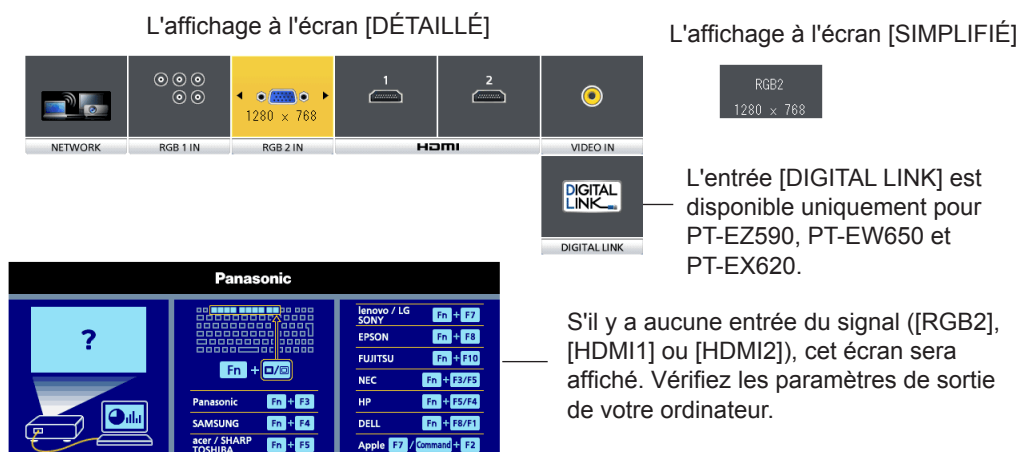 L'affichage à l'écran [DÉTAILLÉ]
L'affichage à l'écran [SIMPLIFIÉ]
1280 x 768
1
2
NETWORK
RGB 1 IN
RGB 2 IN
HDMI
VIDEO IN
RGB2
1280 x 768
DIGITAL
LINK
DIGITAL LINK
L'entrée [DIGITAL LINK] est
disponible uniquement pour
PT-EZ590, PT-EW650 et
PT-EX620.
Panasonic
?
Fn +
Panasonic Fn + F3
SAMSUNG Fn + F4
acer / SHARP
TOSHIBA Fn + F5
lenovo / LG
SONY Fn + F7
EPSON Fn + F8
FUJITSU Fn + F10
NEC Fn + F3/F5
HP Fn + F5/F4
DELL Fn + F8/F1
Apple F7 / Command + F2
S'il y a aucune entrée du signal ([RGB2],
[HDMI1] ou [HDMI2]), cet écran sera
affiché. Vérifiez les paramètres de sortie
de votre ordinateur.